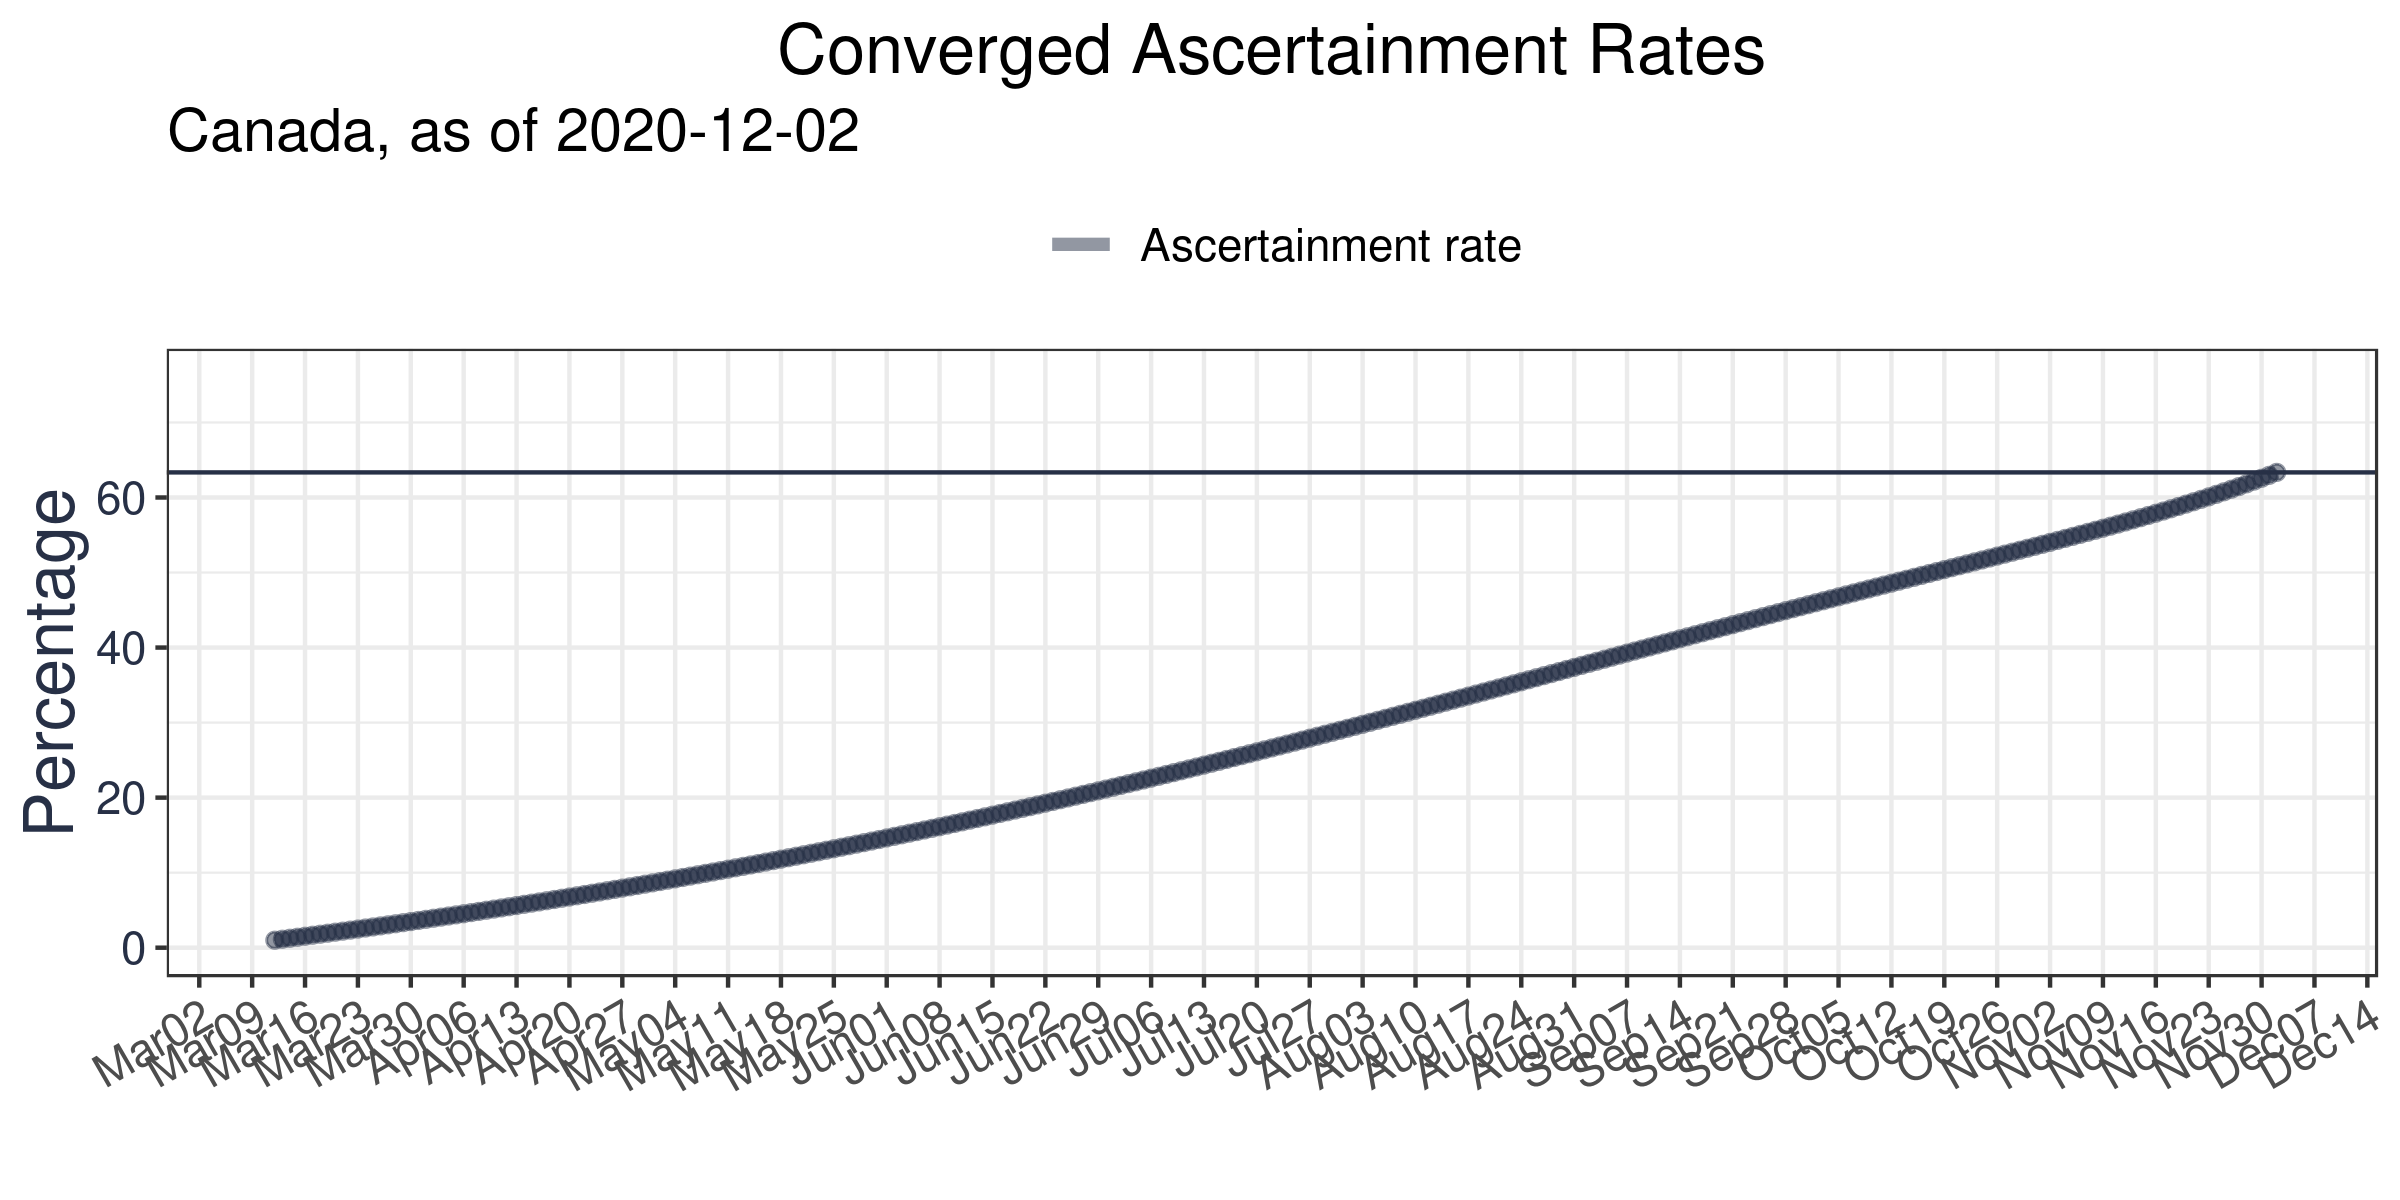 Converged Ascertainment Rates
Canada, as of 2020-12-02
Ascertainment rate
Percentage
60
40
20
0
Mar02
Mar09
Mar16
Mar23
Mar30
Apr06
Apr13
Apr20
Apr27
May04
May11
May18
May25
Jun01
Jun08
Jun15
Jun22
Jun29
Jul06
Jul13
Jul20
Jul27
Aug03
Aug10
Aug17
Aug24
Aug31
Sep07
Sep14
Sep21
Sep28
Oct05
Oct12
Oct19
Oct26
Nov02
Nov09
Nov16
Nov23
Nov30
Dec07
Dec14